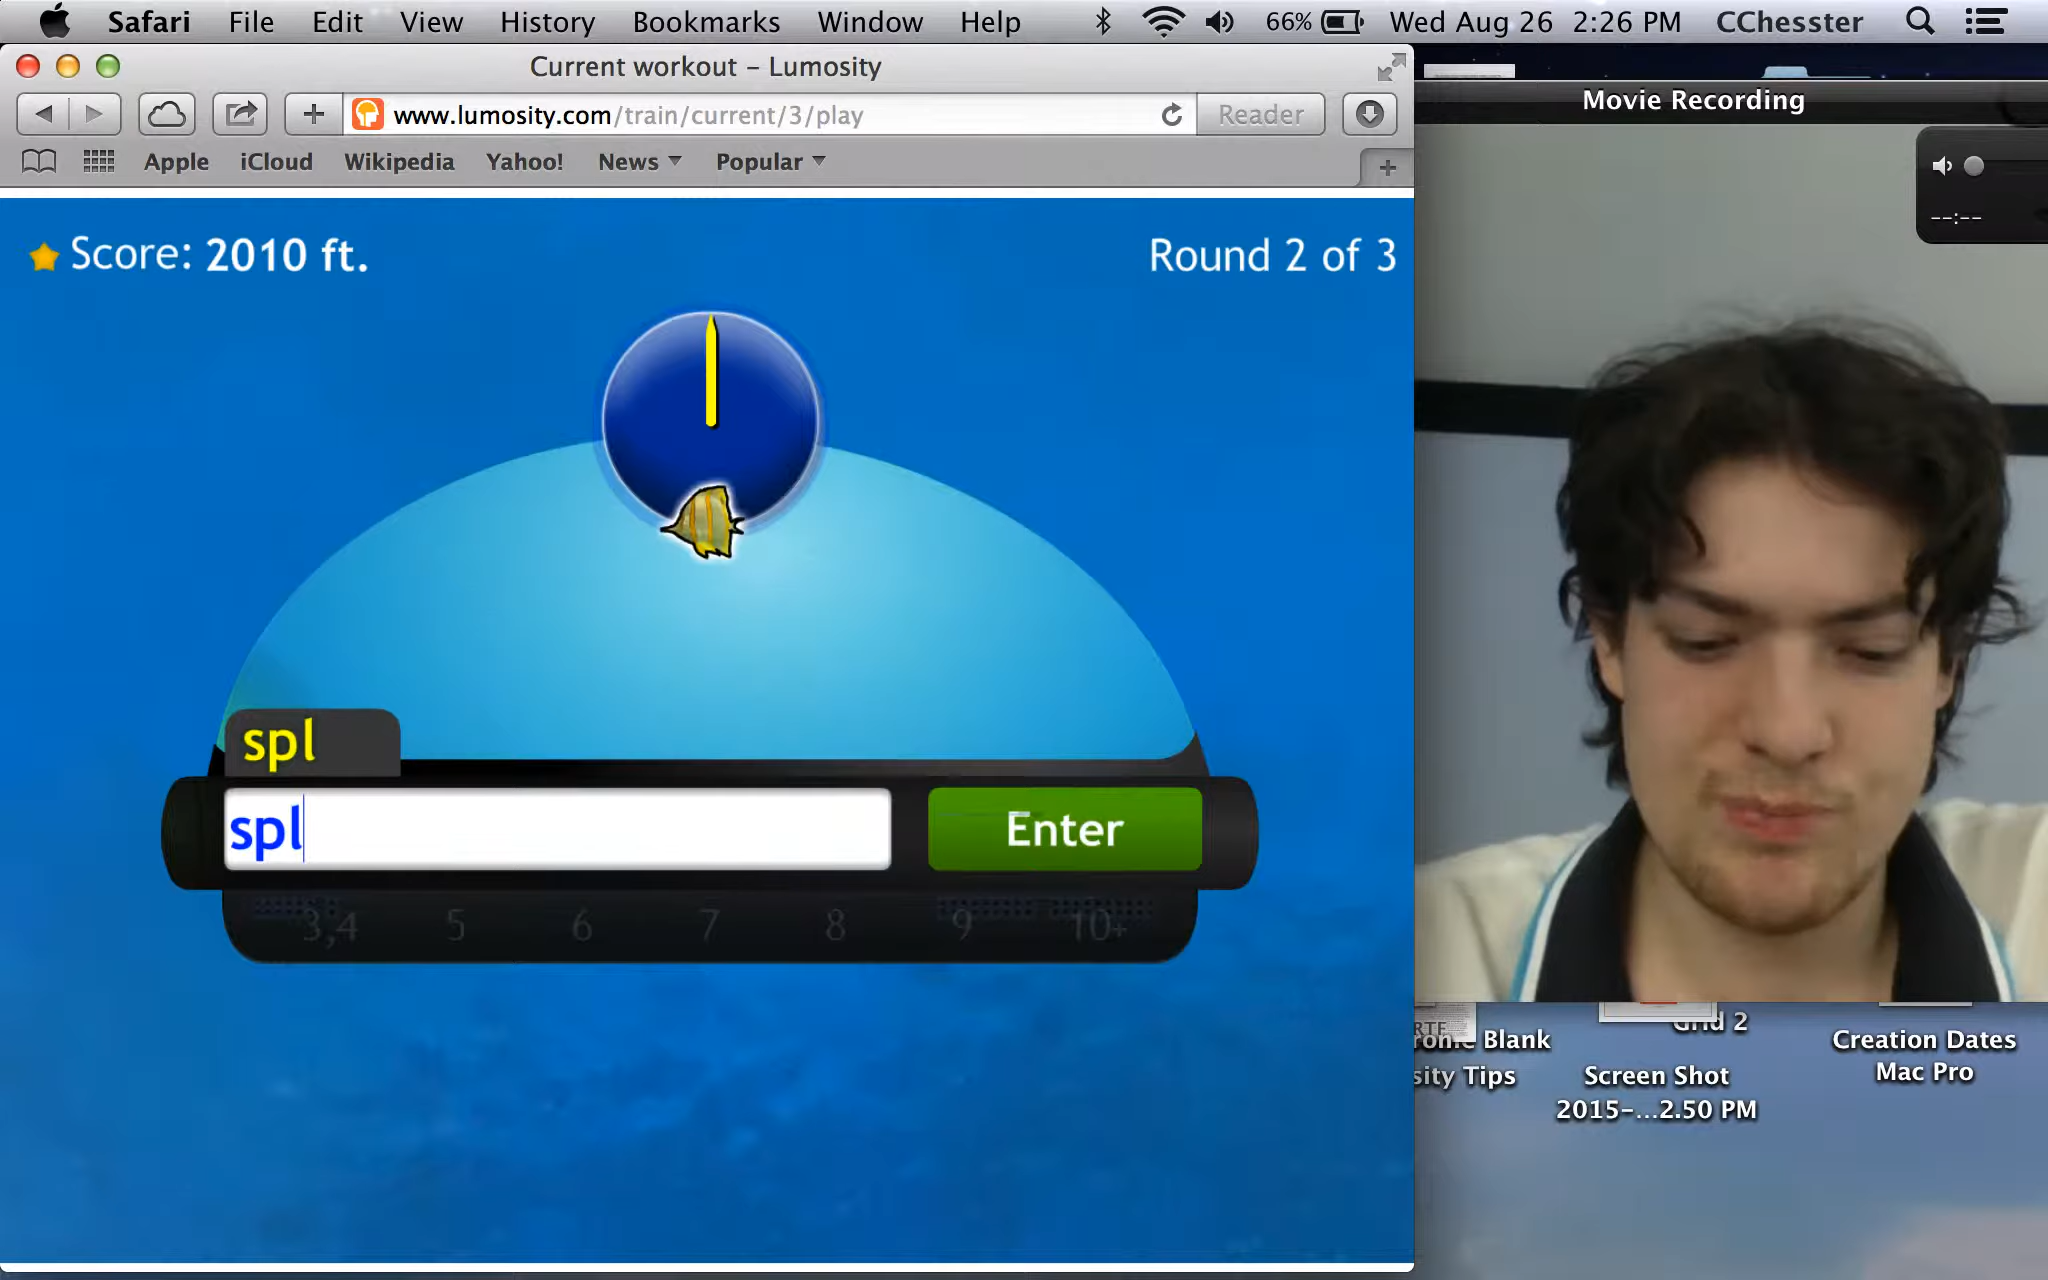 Safari File Edit View History Bookmarks Window Help 66% Wed Aug 26 2:26 PM CChesster
Current workout – Lumosity
www.lumosity.com/train/current/3/play Reader
Apple iCloud Wikipedia Yahoo! News Popular
Movie Recording
--:--
Score: 2010 ft. Round 2 of 3
spl
spl Enter
3,4 5 6 7 8 9 10+
RTF
Blank
Tips
Grid 2
Screen Shot
2015-...2.50 PM
Creation Dates
Mac Pro